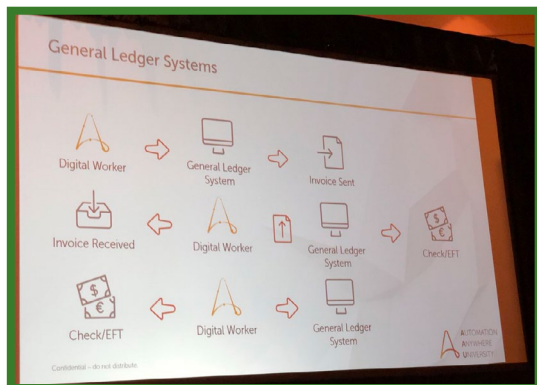 General Ledger Systems
Digital Worker
General Ledger
System
Invoice Sent
Invoice Received
Digital Worker
General Ledger
System
Check/EFT
$
€
$
€
Check/EFT
Digital Worker
General Ledger
System
Confidential – do not distribute
AUTOMATION
ANYWHERE
UNIVERSITY